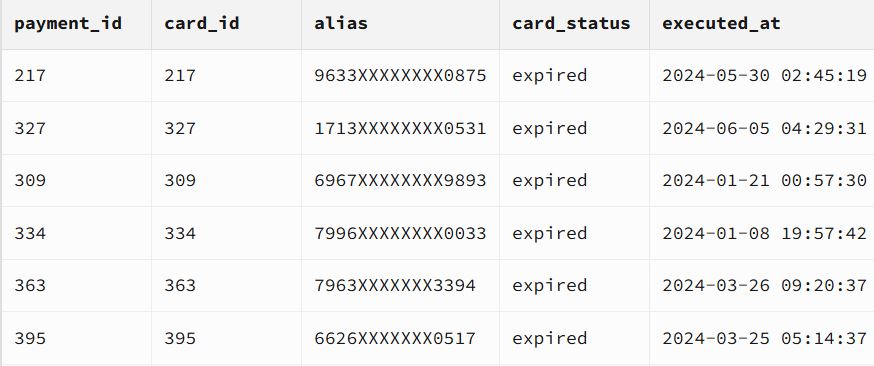 payment_id card_id alias card_status executed_at
217 217 9633XXXXXXXX0875 expired 2024-05-30 02:45:19
327 327 1713XXXXXXXX0531 expired 2024-06-05 04:29:31
309 309 6967XXXXXXXX9893 expired 2024-01-21 00:57:30
334 334 7996XXXXXXXX0033 expired 2024-01-08 19:57:42
363 363 7963XXXXXXX3394 expired 2024-03-26 09:20:37
395 395 6626XXXXXXX0517 expired 2024-03-25 05:14:37